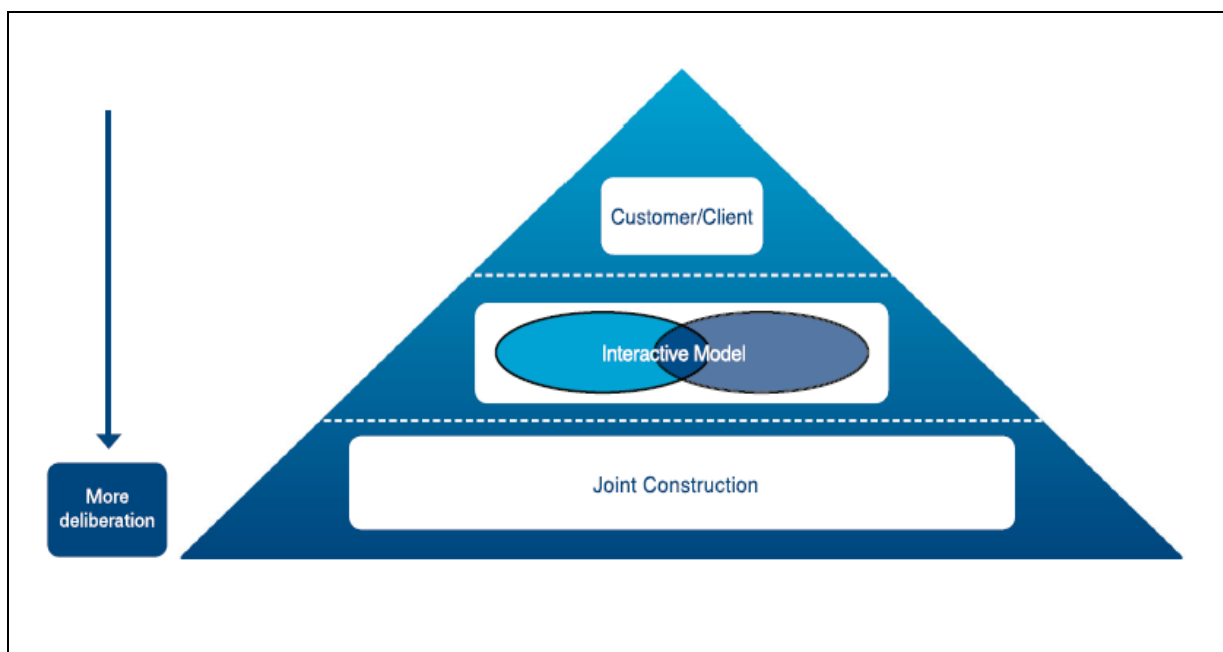 Customer/Client
Interactive Model
Joint Construction
More
deliberation